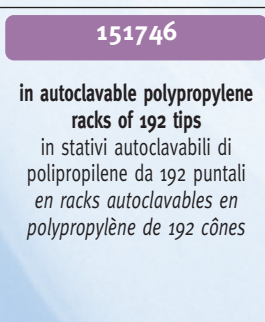 151746
in autoclavable polypropylene
racks of 192 tips
in stativi autoclavabili di
polipropilene da 192 puntali
en racks autoclavables en
polypropylène de 192 cônes